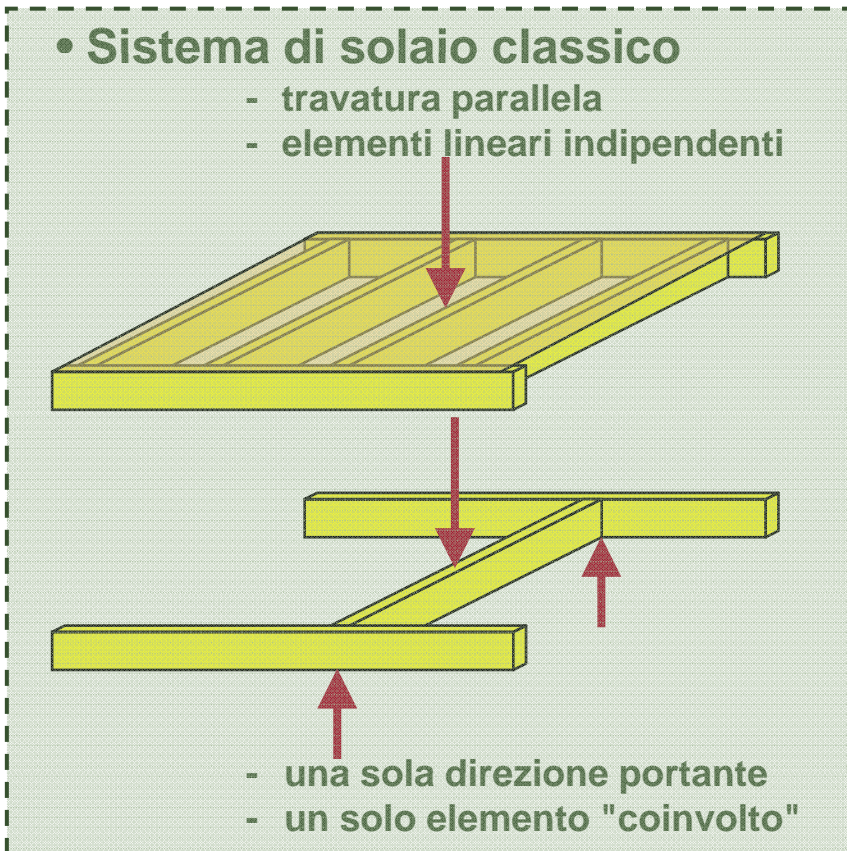 • Sistema di solaio classico
- travatura parallela
- elementi lineari indipendenti
- una sola direzione portante
- un solo elemento "coinvolto"